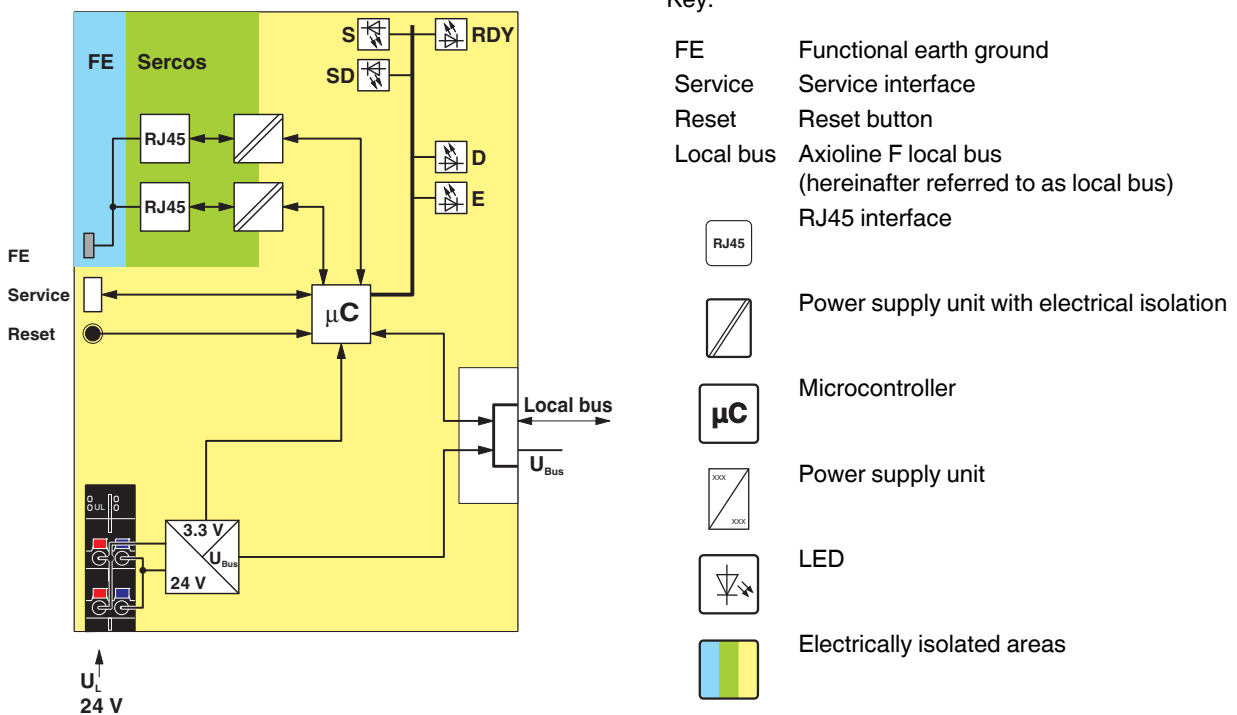 Key:
FE Sercos
S
RDY
SD
RJ45
D
RJ45
E
FE
Service
Reset
µC
Local bus
U Bus
UL
3.3 V
U Bus
24 V
U L
24 V
FE Functional earth ground
Service Service interface
Reset Reset button
Local bus Axioline F local bus
(hereinafter referred to as local bus)
RJ45 RJ45 interface
Power supply unit with electrical isolation
µC Microcontroller
xxx Power supply unit
xxx
LED
Electrically isolated areas